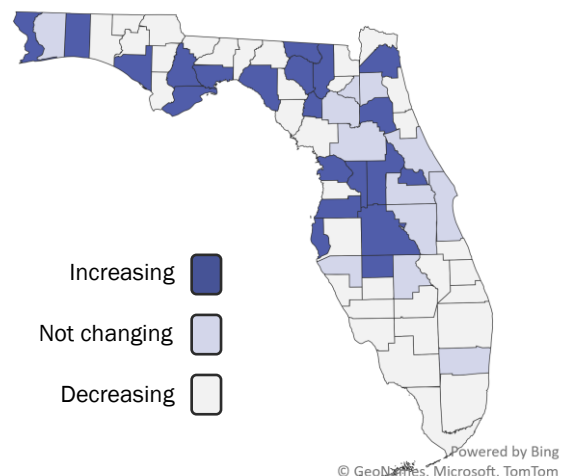 Increasing
Not changing
Decreasing
Powered by Bing
© GeoNames, Microsoft, TomTom